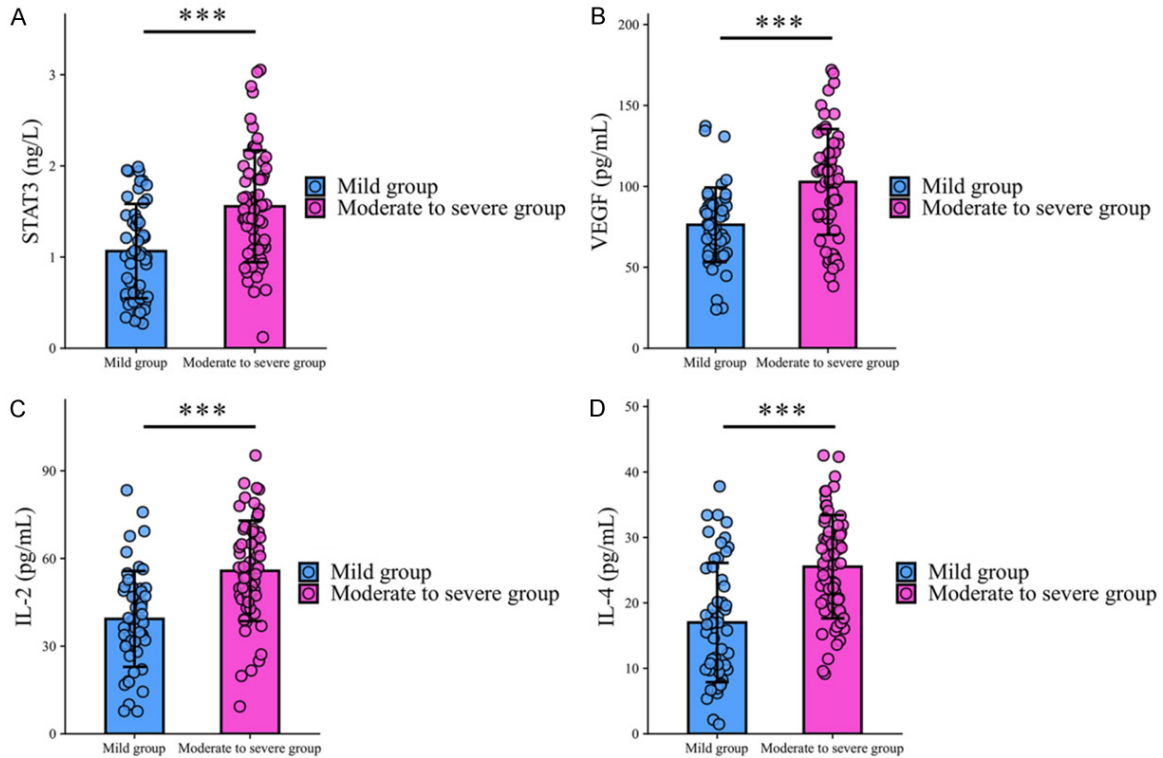 A
***
STAT3 (ng/L)
3
2
1
0
Mild group
Moderate to severe group
Mild group
Moderate to severe group
B
***
VEGF (pg/mL)
200
150
100
50
0
Mild group
Moderate to severe group
Mild group
Moderate to severe group
C
***
IL-2 (pg/mL)
90
60
30
0
Mild group
Moderate to severe group
Mild group
Moderate to severe group
D
***
IL-4 (pg/mL)
50
40
30
20
10
0
Mild group
Moderate to severe group
Mild group
Moderate to severe group